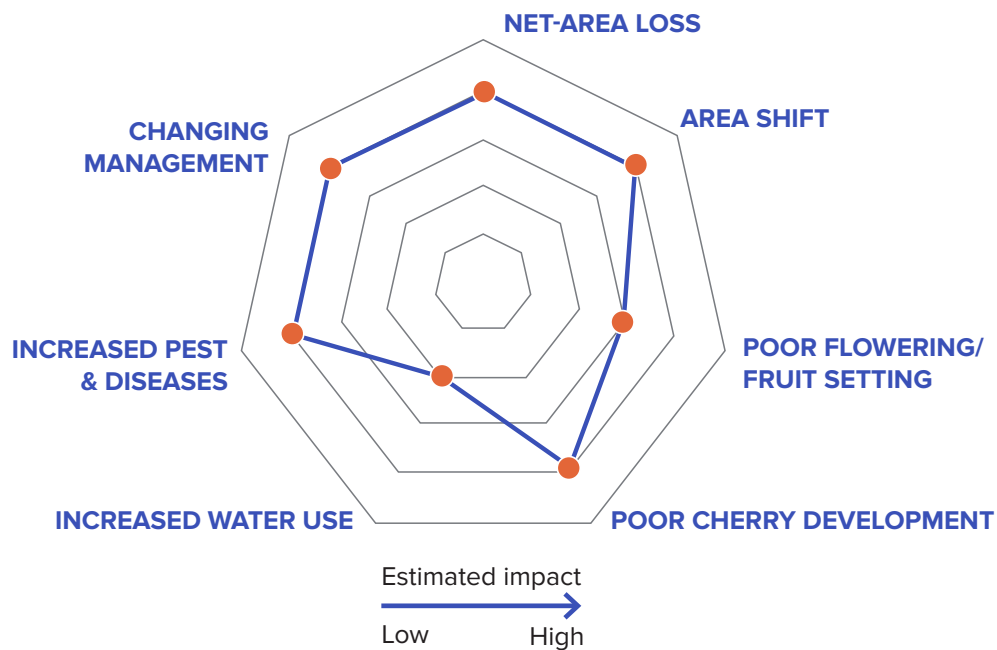 NET-AREA LOSS
AREA SHIFT
CHANGING
MANAGEMENT
INCREASED PEST
& DISEASES
POOR FLOWERING/
FRUIT SETTING
INCREASED WATER USE
POOR CHERRY DEVELOPMENT
Estimated impact
Low
High